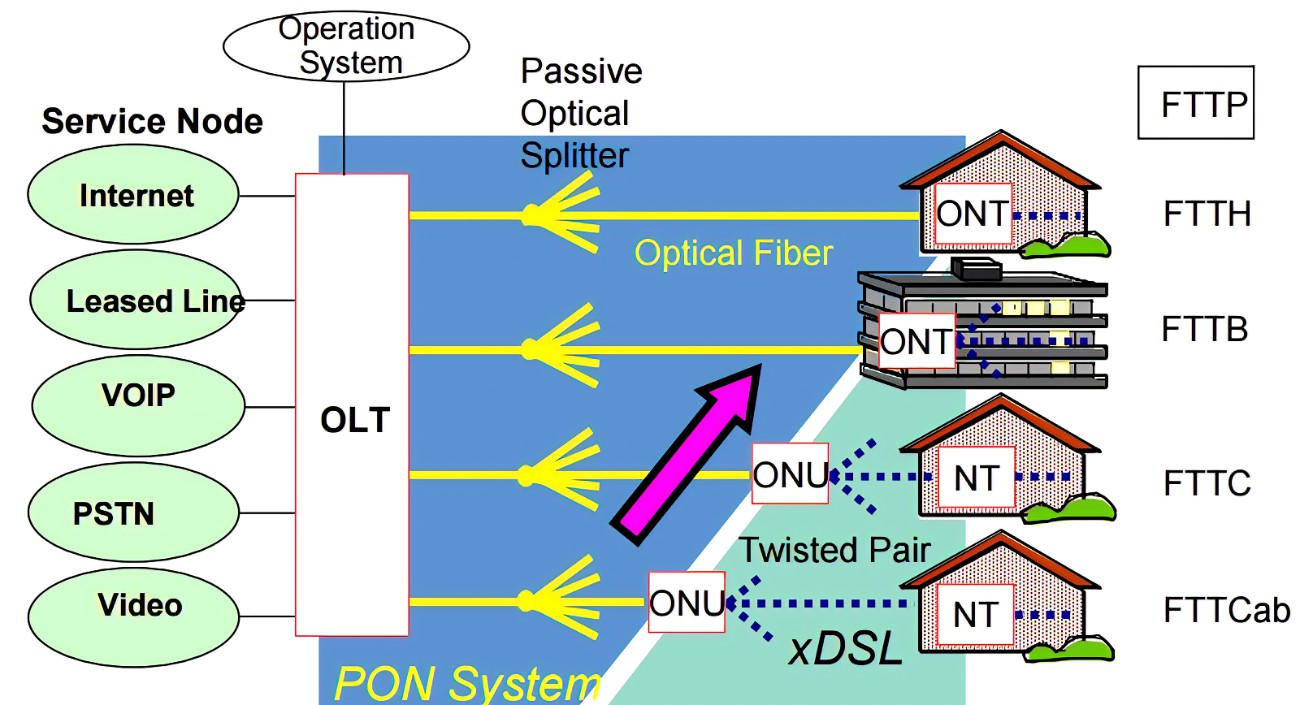 Operation
System
Passive
Optical
Splitter
FTTP
Service Node
Internet
ONT
FTTH
Optical Fiber
Leased Line
ONT
FTTB
VOIP
OLT
ONU
NT
FTTC
PSTN
Twisted Pair
Video
ONU
NT
FTTCab
xDSL
PON System